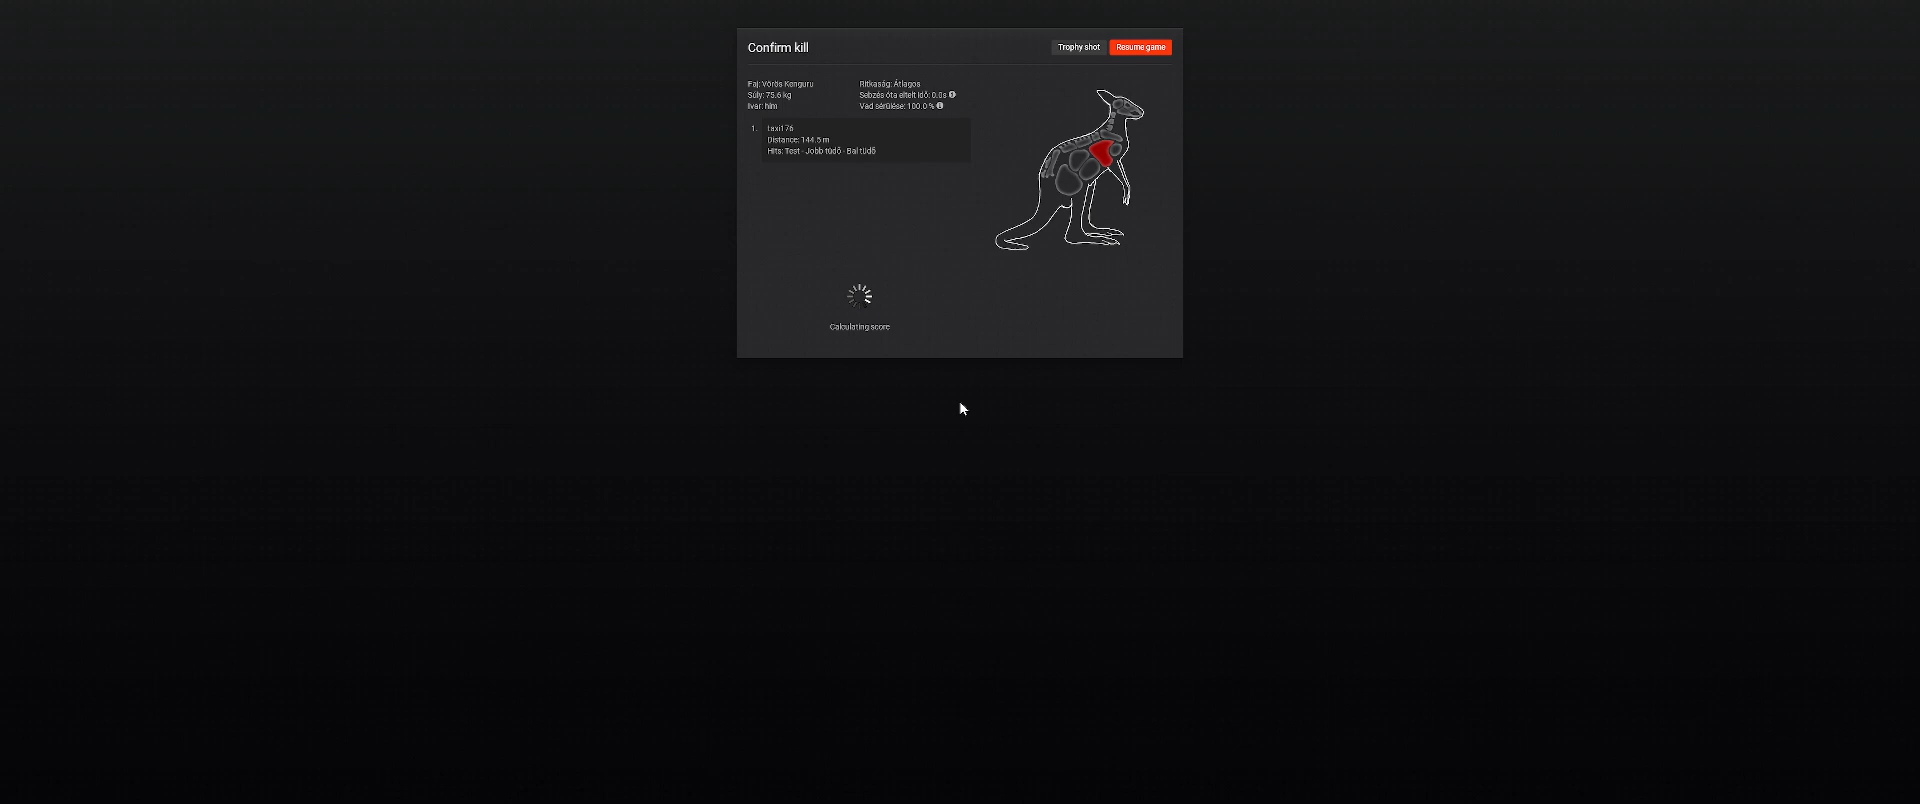 Confirm kill
Trophy shot
Resume game
Faj: Vörös Kenguru
Ritkaság: Átlagos
Súly: 75.6 kg
Sebzés óta eltelt idő: 0.0s
Ivar: hím
Vad sérülése: 100.0 %
1. taxi176
Distance: 144.5 m
Hits: Test - Jobb tüdő - Bal tüdő
Calculating score